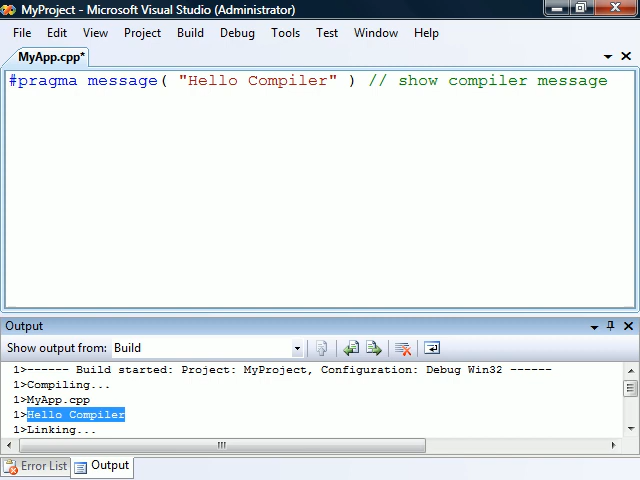 MyProject - Microsoft Visual Studio (Administrator)
File Edit View Project Build Debug Tools Test Window Help
MyApp.cpp*
#pragma message( "Hello Compiler" ) // show compiler message
Output
Show output from: Build
1>------ Build started: Project: MyProject, Configuration: Debug Win32 ------
1>Compiling...
1>MyApp.cpp
1>Hello Compiler
1>Linking...
Error List Output